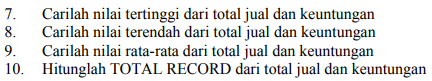 7. Carilah nilai tertinggi dari total jual dan keuntungan
8. Carilah nilai terendah dari total jual dan keuntungan
9. Carilah nilai rata-rata dari total jual dan keuntungan
10. Hitunglah TOTAL RECORD dari total jual dan keuntungan